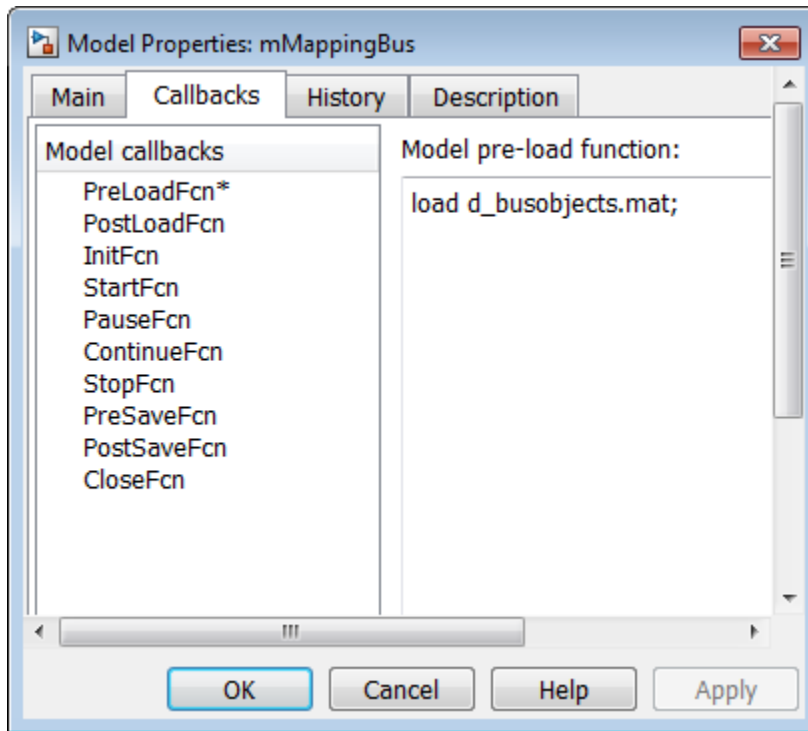 Model Properties: mMappingBus
Main Callbacks History Description
Model callbacks
PreLoadFcn*
PostLoadFcn
InitFcn
StartFcn
PauseFcn
ContinueFcn
StopFcn
PreSaveFcn
PostSaveFcn
CloseFcn
Model pre-load function:
load d_busobjects.mat;
OK Cancel Help Apply